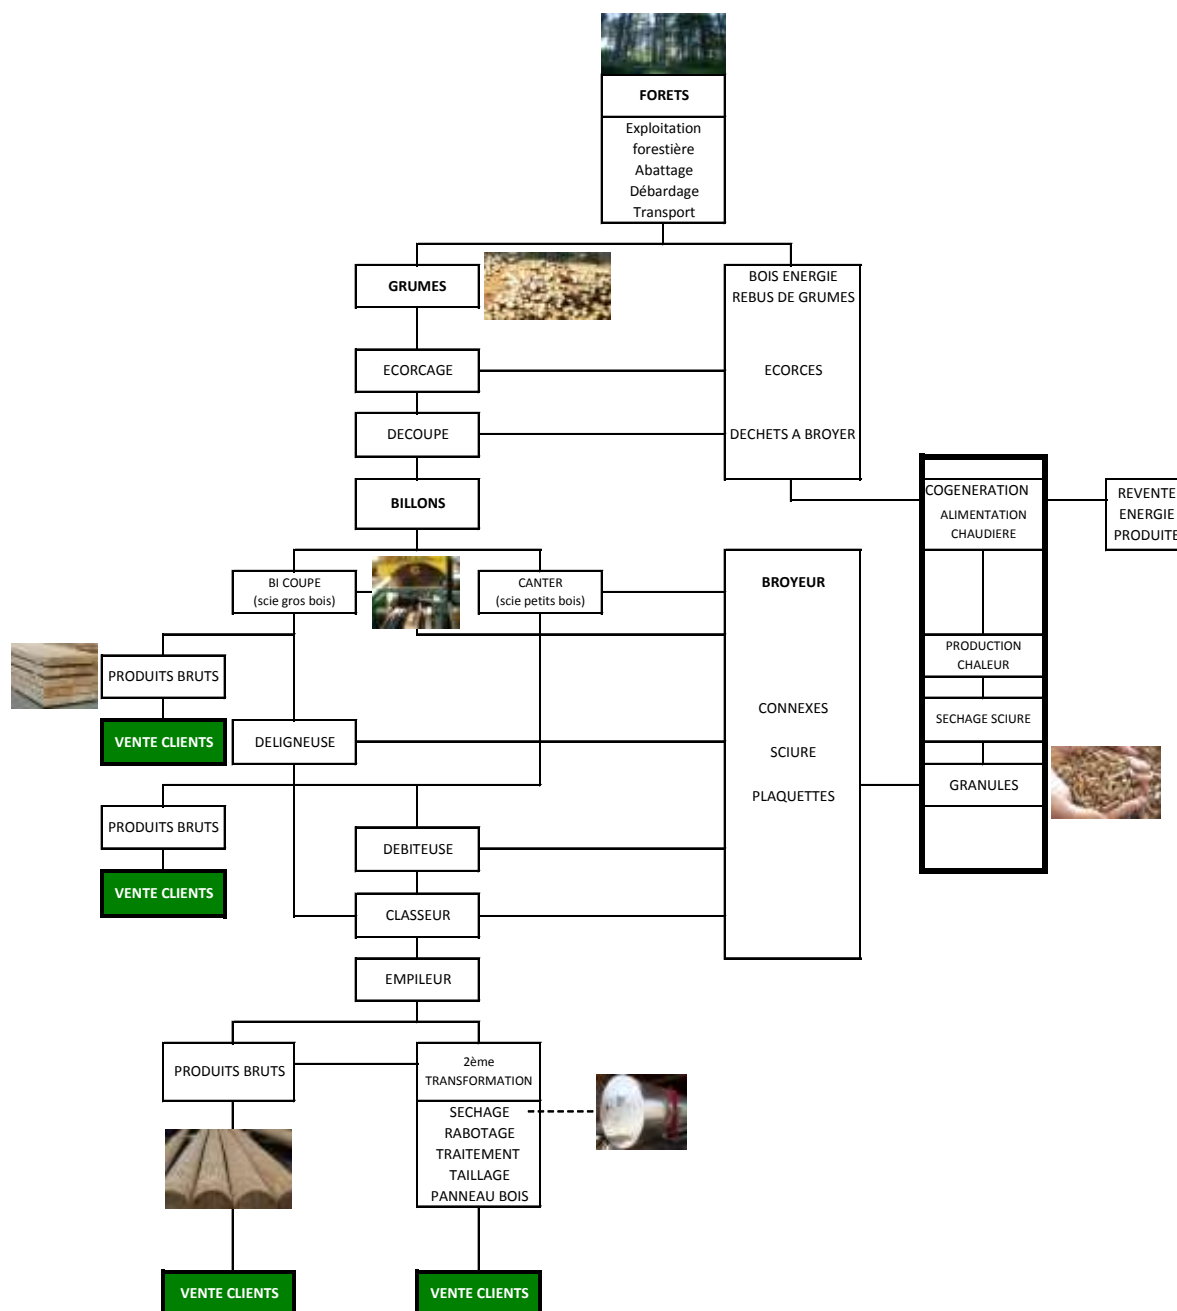 FORETS
Exploitation
forestière
Abattage
Débardage
Transport
GRUMES
BOIS ENERGIE
REBUS DE GRUMES
ECORCAGE
ECORCES
DECOUPE
DECHETS A BROYER
BILLONS
COGENERATION
ALIMENTATION
CHAUDIERE
REVENTE
ENERGIE
PRODUITE
BI COUPE
(scie gros bois)
CANTER
(scie petits bois)
BROYEUR
PRODUITS BRUTS
PRODUCTION
CHALEUR
VENTE CLIENTS
DELIGNEUSE
CONNEXES
SCIURE
PLAQUETTES
SECHAGE SCIURE
GRANULES
PRODUITS BRUTS
DEBITEUSE
VENTE CLIENTS
CLASSEUR
EMPILEUR
PRODUITS BRUTS
2ème
TRANSFORMATION
SECHAGE
RABOTAGE
TRAITEMENT
TAILLAGE
PANNEAU BOIS
VENTE CLIENTS
VENTE CLIENTS